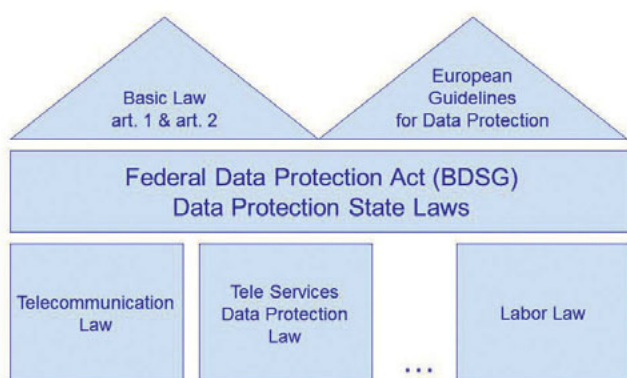 Basic Law
art. 1 & art. 2
European
Guidelines
for Data Protection
Federal Data Protection Act (BDSG)
Data Protection State Laws
Telecommunication
Law
Tele Services
Data Protection
Law
...
Labor Law